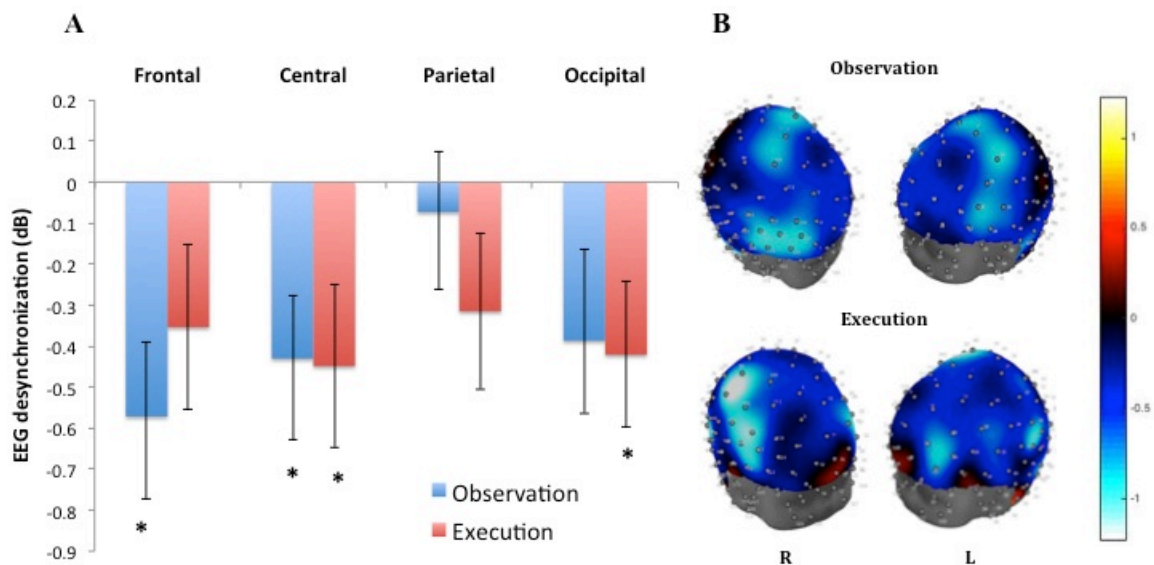 A
B
Frontal Central Parietal Occipital
EEG desynchronization (dB)
0.2
0.1
0
-0.1
-0.2
-0.3
-0.4
-0.5
-0.6
-0.7
-0.8
-0.9
*
*
*
*
Observation
Execution
Observation
Execution
R L
1
0.5
0
-0.5
-1